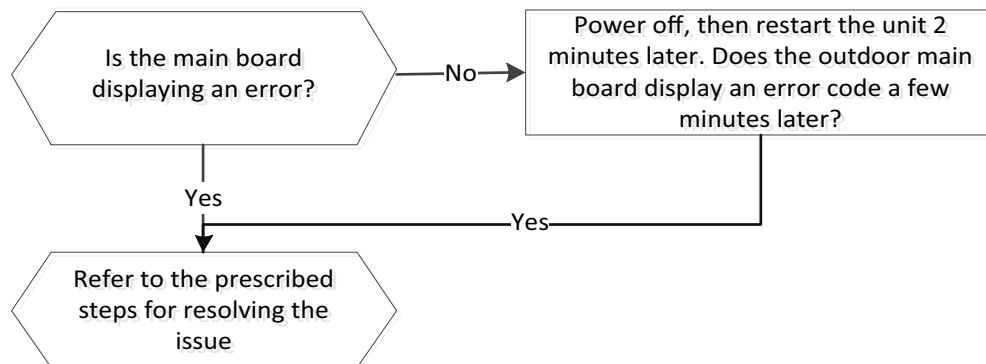 Is the main board
displaying an error?
No
Power off, then restart the unit 2
minutes later. Does the outdoor main
board display an error code a few
minutes later?
Yes
Yes
Refer to the prescribed
steps for resolving the
issue